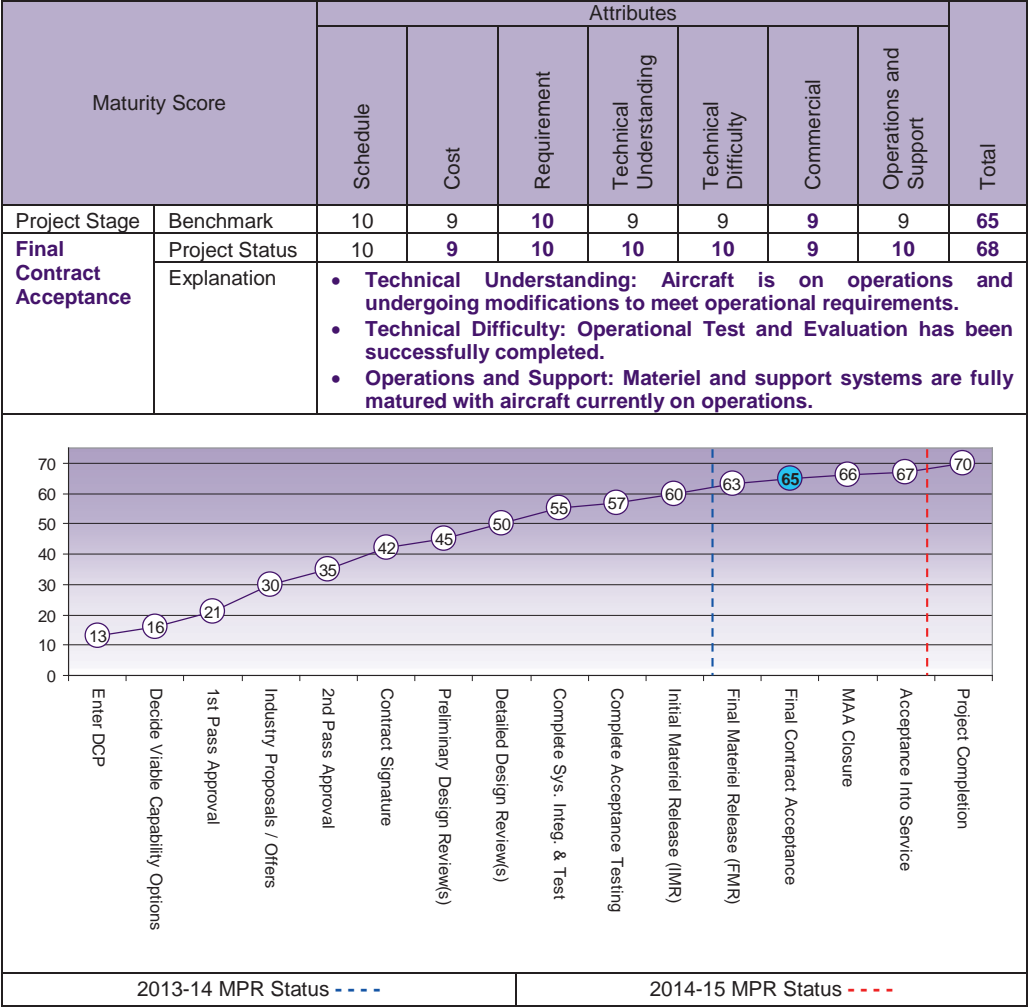 Maturity Score
Attributes
Schedule
Cost
Requirement
Technical
Understanding
Technical
Difficulty
Commercial
Operations and
Support
Total
Project Stage Benchmark 10 9 10 9 9 9 9 65
Final
Contract
Acceptance
Project Status 10 9 10 10 10 9 10 68
Explanation
• Technical Understanding: Aircraft is on operations and
undergoing modifications to meet operational requirements.
• Technical Difficulty: Operational Test and Evaluation has been
successfully completed.
• Operations and Support: Materiel and support systems are fully
matured with aircraft currently on operations.
70
60
50
40
30
20
10
0
13
16
21
30
35
42
45
50
55
57
60
63
65
66
67
70
Enter DCP
Decide Viable Capability Options
1st Pass Approval
Industry Proposals / Offers
2nd Pass Approval
Contract Signature
Preliminary Design Review(s)
Detailed Design Review(s)
Complete Sys. Integ. & Test
Complete Acceptance Testing
Initial Materiel Release (IMR)
Final Materiel Release (FMR)
Final Contract Acceptance
MAA Closure
Acceptance Into Service
Project Completion
2013-14 MPR Status - - - -
2014-15 MPR Status - - - -